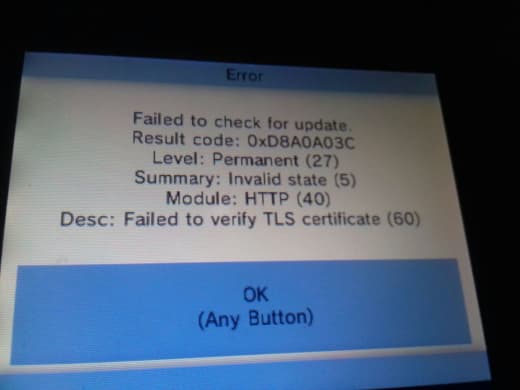 Error
Failed to check for update.
Result code: 0xD8A0A03C
Level: Permanent (27)
Summary: Invalid state (5)
Module: HTTP (40)
Desc: Failed to verify TLS certificate (60)
OK
(Any Button)